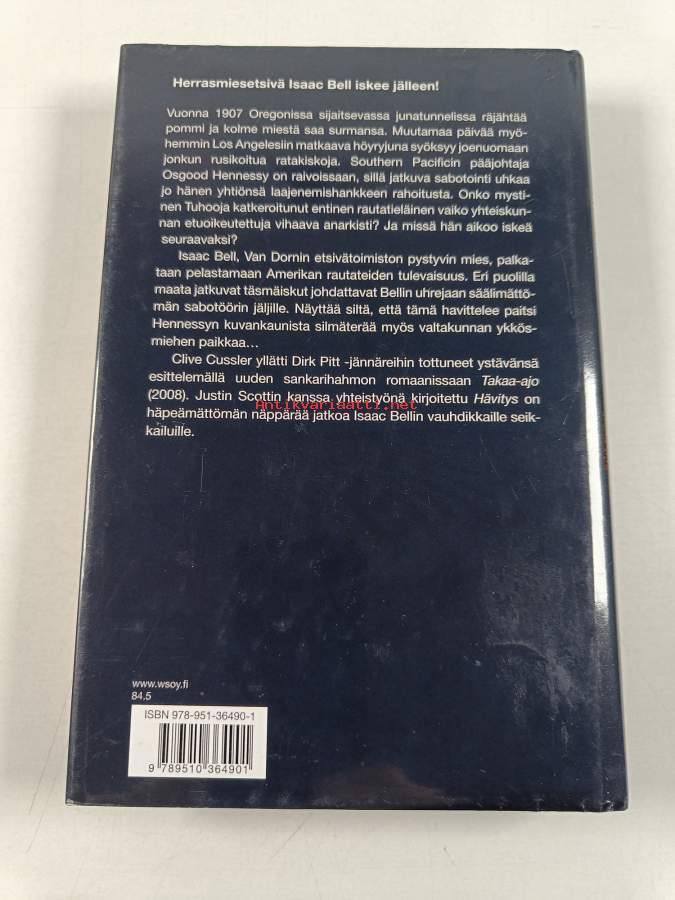 Herrasmiesetsivä Isaac Bell iskee jälleen!
Vuonna 1907 Oregonissa sijaitsevassa junatunnelissa räjähtää
pommi ja kolme miestä saa surmansa. Muutamaa päivää myö-
hemmin Los Angelesiin matkaava höyryjuna syöksyy joenuomaan
jonkun rusikoitua ratakiskoja. Southern Pacificin pääjohtaja
Osgood Hennessy on raivoissaan, sillä jatkuva sabotointi uhkaa
jo hänen yhtiönsä laajenemishankkeen rahoitusta. Onko mysti-
nen Tuhooja katkeroitunut entinen rautatieläinen vaiko yhteiskun-
nan etuoikeutettuja vihaava anarkisti? Ja missä hän aikoo iskeä
seuraavaksi?
Isaac Bell, Van Dornin etsivätoimiston pystyvin mies, palka-
taan pelastamaan Amerikan rautateiden tulevaisuus. Eri puolilla
maata jatkuvat täsmäiskut johdattavat Bellin uhrejaan säälimättö-
män sabotöörin jäljille. Näyttää siltä, että tämä havittelee paitsi
Hennessyn kuvankaunista silmäterää myös valtakunnan ykkös-
miehen paikkaa...
Clive Cussler yllätti Dirk Pitt -jännäreihin tottuneet ystävänsä
esittelemällä uuden sankarihahmon romaanissaan Takaa-ajo
(2008). Justin Scottin kanssa yhteistyönä kirjoitettu Hävitys on
häpeämättömän näppärää jatkoa Isaac Bellin vauhdikkaille seik-
kailuille.
Antikvariaatti.net
www.wsoy.fi
84.5
ISBN 978-951-36490-1
9 789510 364901